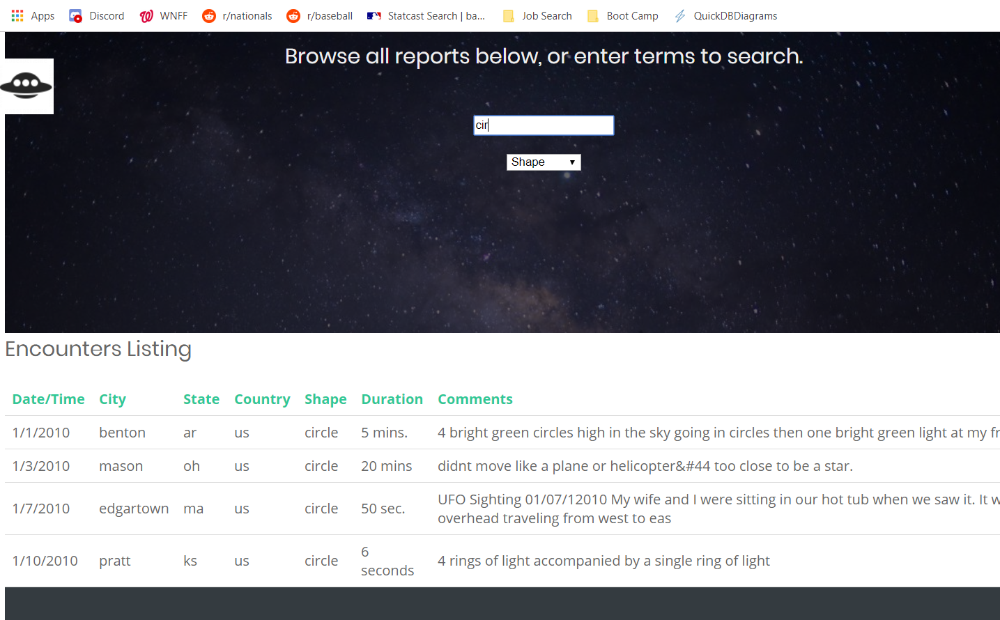 Apps Discord WNFF r/nationals r/baseball Statcast Search | ba... Job Search Boot Camp QuickDBDiagrams
Browse all reports below, or enter terms to search.
cir
Shape
Encounters Listing
Date/Time City State Country Shape Duration Comments
1/1/2010 benton ar us circle 5 mins. 4 bright green circles high in the sky going in circles then one bright green light at my fr
1/3/2010 mason oh us circle 20 mins didnt move like a plane or helicopter&#44 too close to be a star.
1/7/2010 edgartown ma us circle 50 sec. UFO Sighting 01/07/12010 My wife and I were sitting in our hot tub when we saw it. It w
overhead traveling from west to eas
1/10/2010 pratt ks us circle 6 seconds 4 rings of light accompanied by a single ring of light